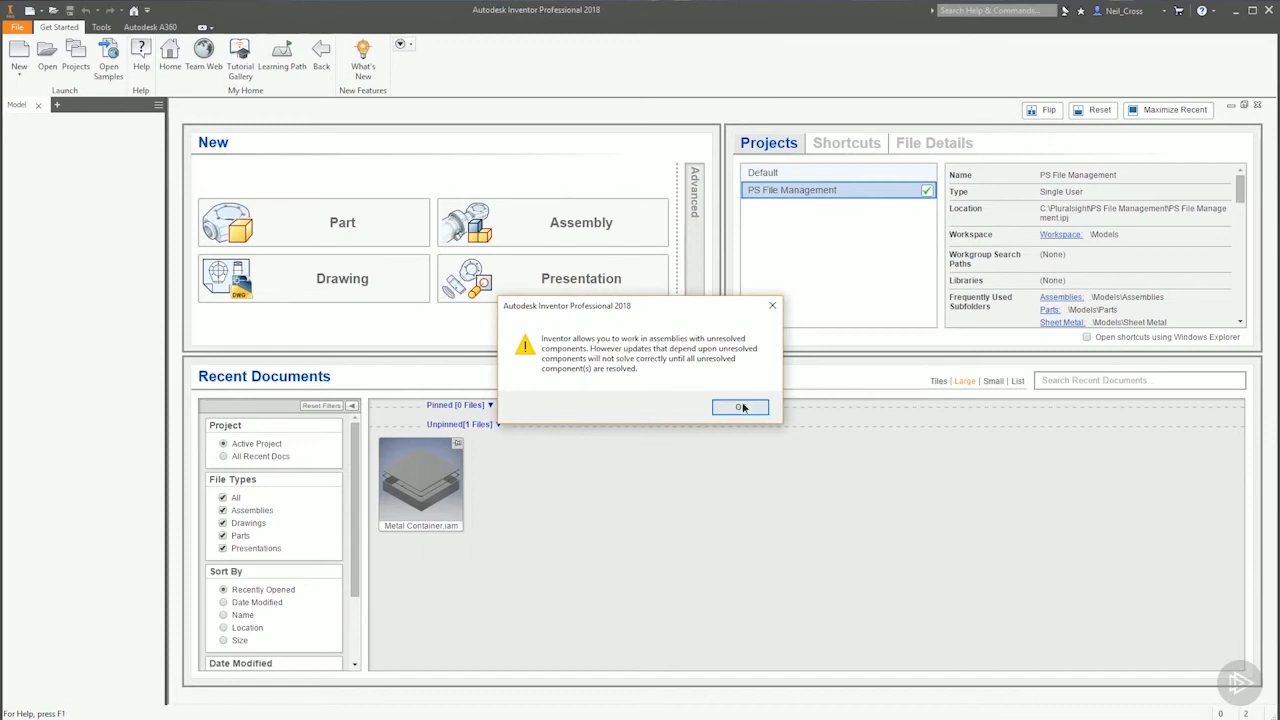 Autodesk Inventor Professional 2018
Search Help & Commands...
Neil_Cross
File
Get Started
Tools
Autodesk A360
New
Open
Projects
Open Samples
Help
Home
Team Web
Tutorial Gallery
Learning Path
Back
What's New
Launch
Help
My Home
New Features
Model
Flip
Reset
Maximize Recent
New
Advanced
Part
Assembly
Drawing
DWG
Presentation
Projects
Shortcuts
File Details
Default
PS File Management
Name PS File Management
Type Single User
Location C:\Pluralsight\PS File Management\PS File Manage
ment.ipj
Workspace Workspace: .\Models
Workgroup Search Paths (None)
Libraries (None)
Frequently Used Subfolders Assemblies: .\Models\Assemblies
Parts: .\Models\Parts
Sheet Metal: .\Models\Sheet Metal
Open shortcuts using Windows Explorer
Autodesk Inventor Professional 2018
Inventor allows you to work in assemblies with unresolved
components. However updates that depend upon unresolved
components will not solve correctly until all unresolved
component(s) are resolved.
Recent Documents
Tiles | Large | Small | List
Search Recent Documents...
Reset Filters
Project
Active Project
All Recent Docs
File Types
All
Assemblies
Drawings
Parts
Presentations
Sort By
Recently Opened
Date Modified
Name
Location
Size
Date Modified
Pinned [0 Files]
Unpinned[1 Files]
Metal Container.iam
For Help, press F1
0 2